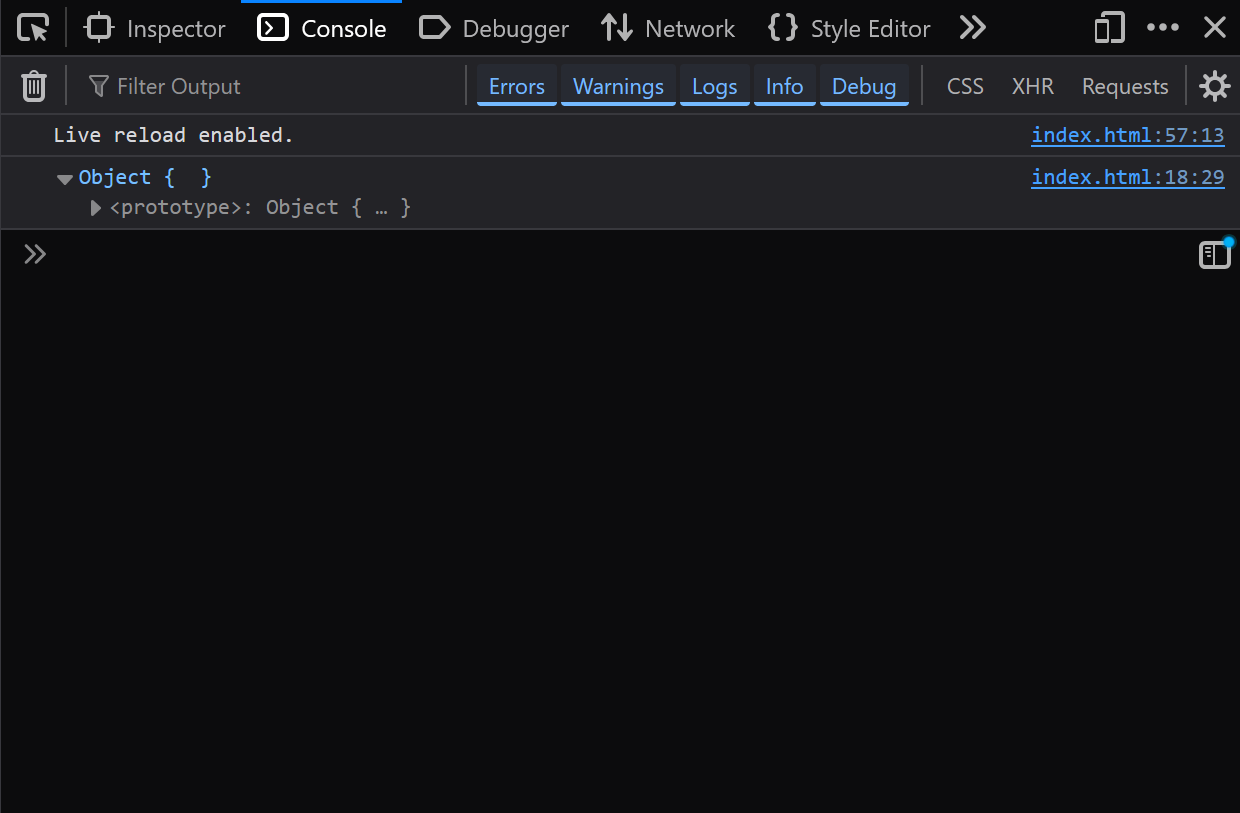 Inspector Console Debugger Network Style Editor
Filter Output Errors Warnings Logs Info Debug CSS XHR Requests
Live reload enabled. index.html:57:13
Object { } index.html:18:29
<prototype>: Object { … }